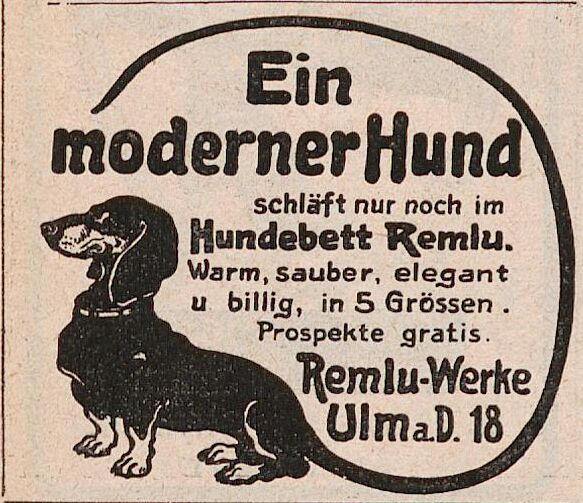 Ein
moderner Hund
schläft nur noch im
Hundebett Remlu.
Warm, sauber, elegant
u billig, in 5 Grössen.
Prospekte gratis.
Remlu-Werke
Ulm a.D. 18